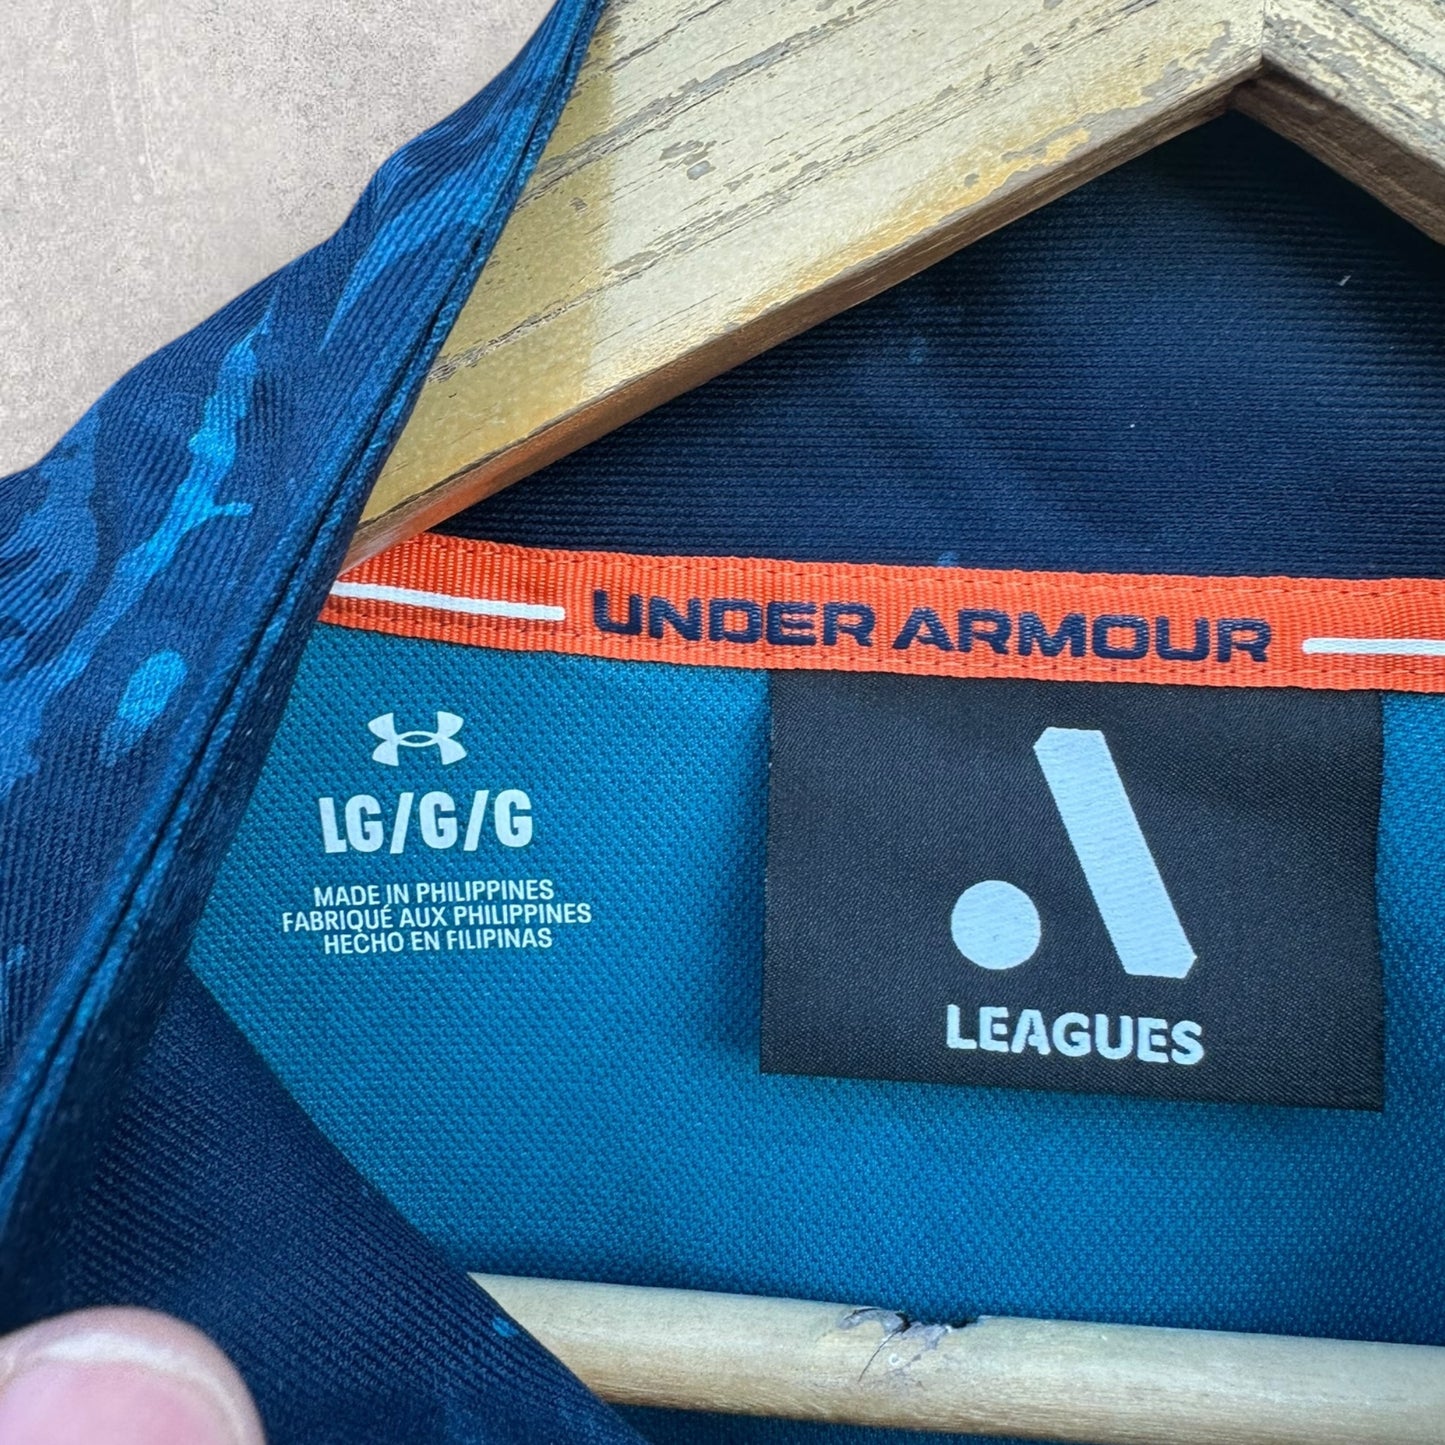 UNDER ARMOUR
LG/G/G
MADE IN PHILIPPINES
FABRIQUÉ AUX PHILIPPINES
HECHO EN FILIPINAS
LEAGUES